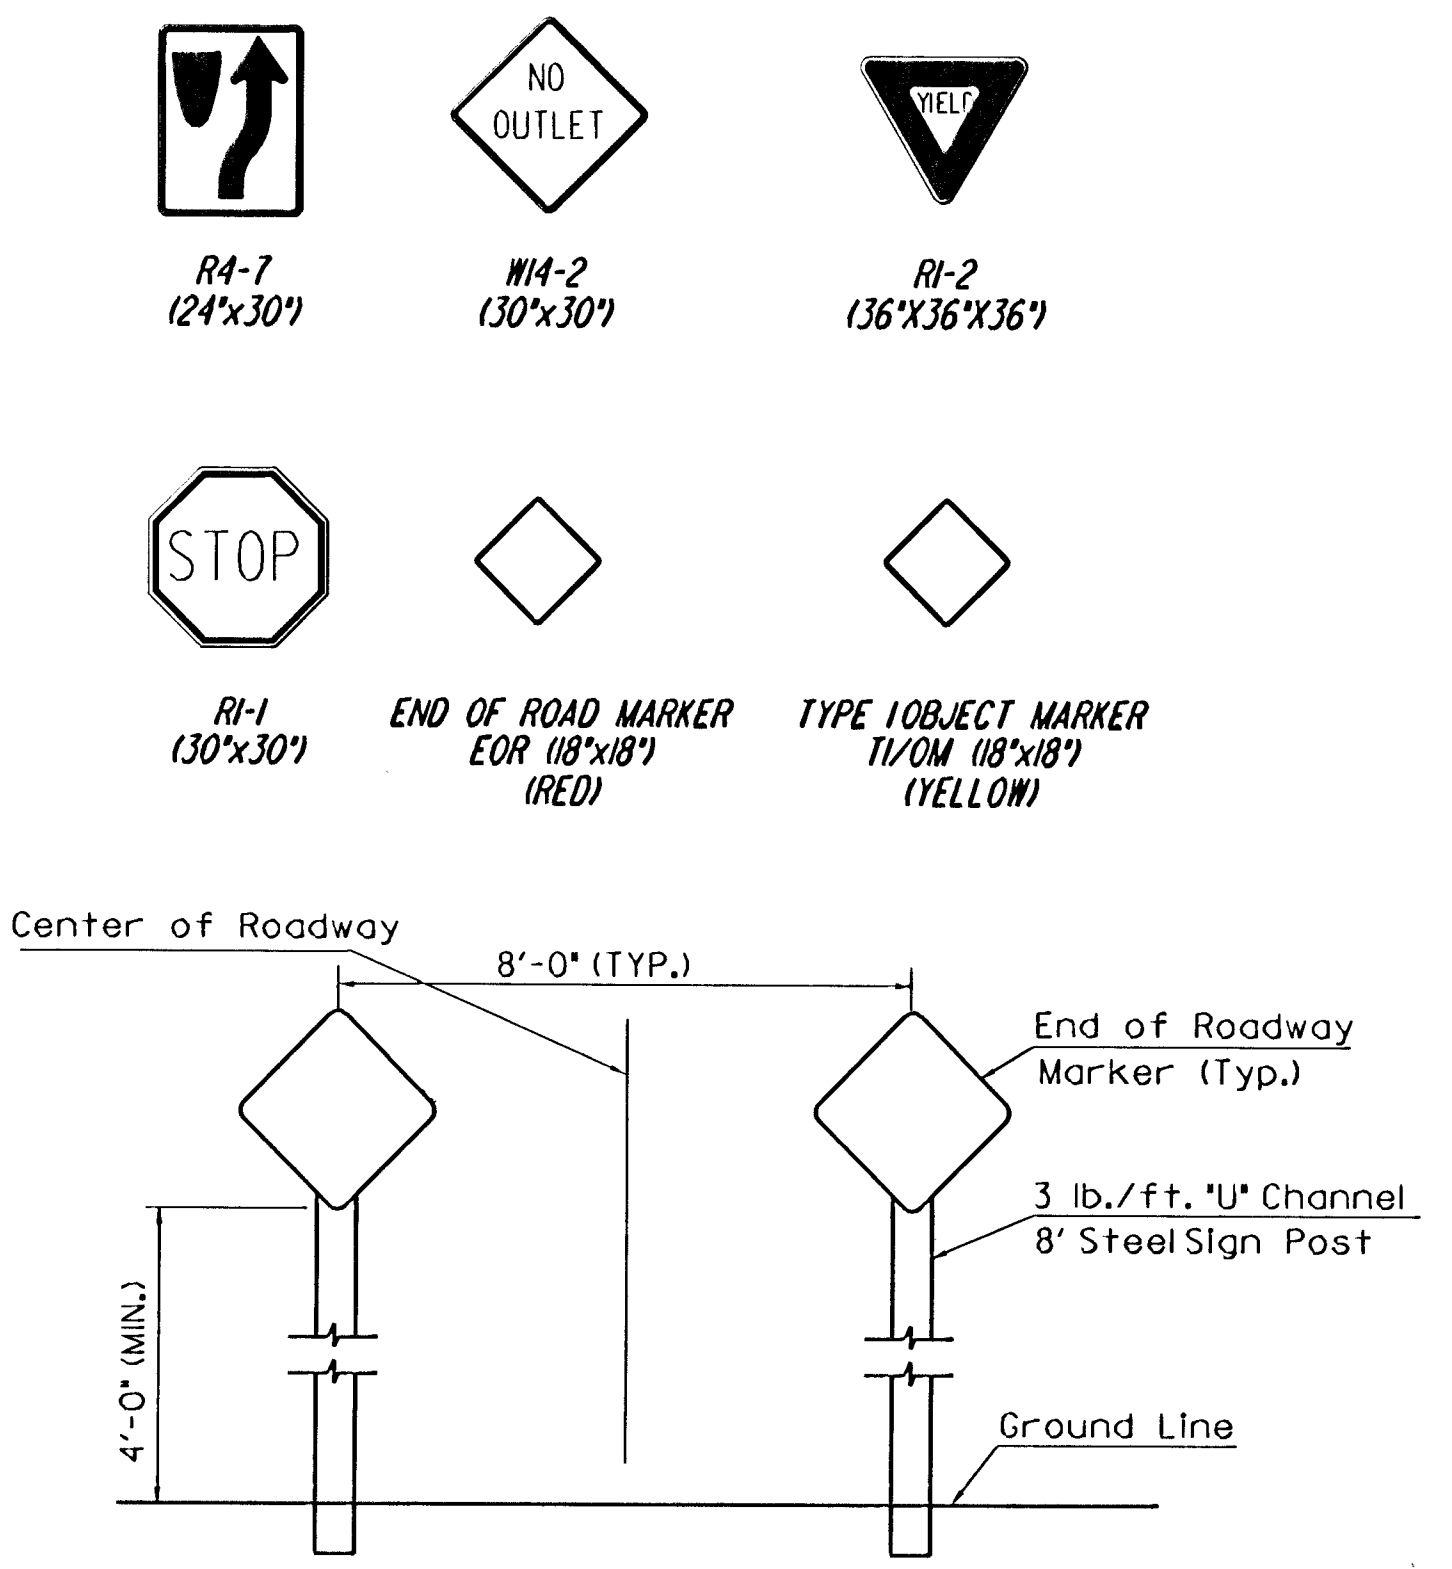 NO
OUTLET
YIELD
R4-7
(24"x30")
W14-2
(30"x30")
R1-2
(36"X36"X36")
STOP
R1-1
(30"x30")
END OF ROAD MARKER
EOR (18"x18")
(RED)
TYPE 1 OBJECT MARKER
T1/OM (18"x18")
(YELLOW)
Center of Roadway
8'-0" (TYP.)
End of Roadway
Marker (Typ.)
3 lb./ft. "U" Channel
8' Steel Sign Post
4'-0" (MIN.)
Ground Line